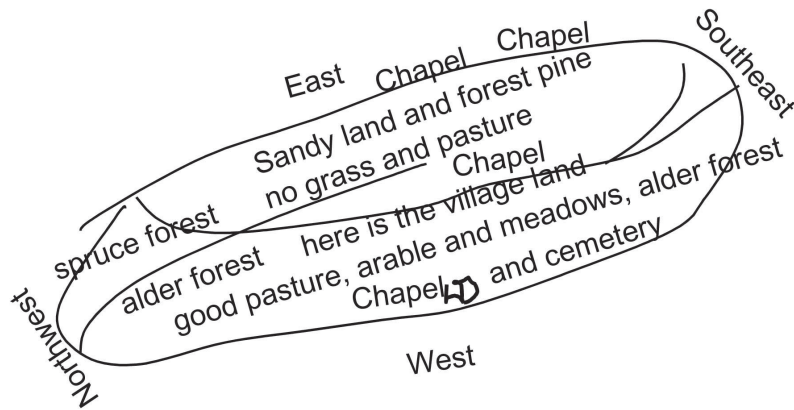 East
Chapel
Chapel
Southeast
Sandy land and forest pine
no grass and pasture
Chapel
spruce forest
here is the village land
alder forest
good pasture, arable and meadows, alder forest
Chapel and cemetery
Northwest
West